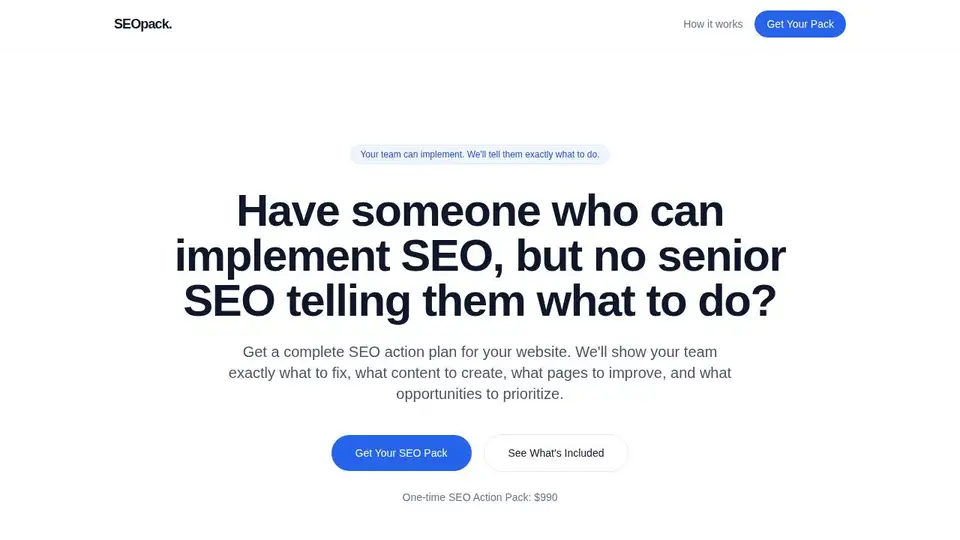 SEOpack.
How it works
Get Your Pack
Your team can implement. We'll tell them exactly what to do.
Have someone who can
implement SEO, but no senior
SEO telling them what to do?
Get a complete SEO action plan for your website. We'll show your team
exactly what to fix, what content to create, what pages to improve, and what
opportunities to prioritize.
Get Your SEO Pack
See What's Included
One-time SEO Action Pack: $990